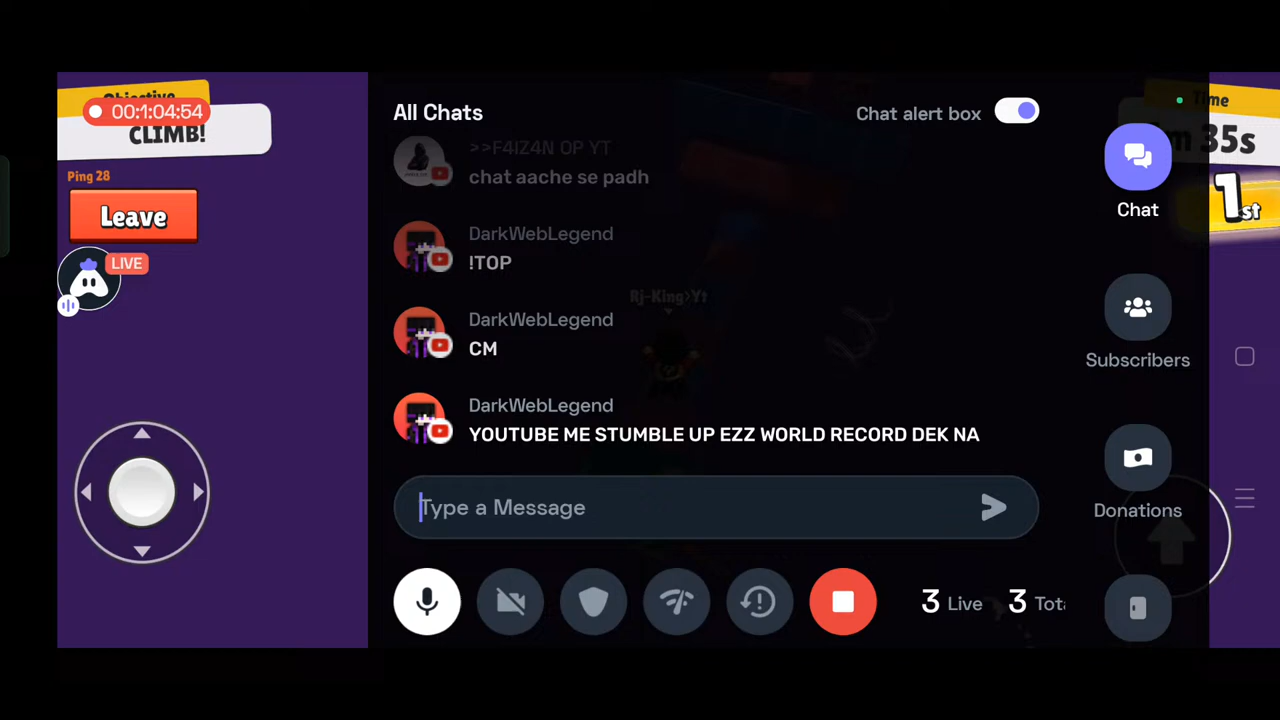 Objective
00:1:04:54
CLIMB!
Ping 28
Leave
LIVE
All Chats
Chat alert box
>>F4IZ4N OP YT
chat aache se padh
DarkWebLegend
!TOP
DarkWebLegend
CM
DarkWebLegend
YOUTUBE ME STUMBLE UP EZZ WORLD RECORD DEK NA
Type a Message
3 Live
3
Rj-King>Yt
Chat
Subscribers
Donations
Time
35s
1st